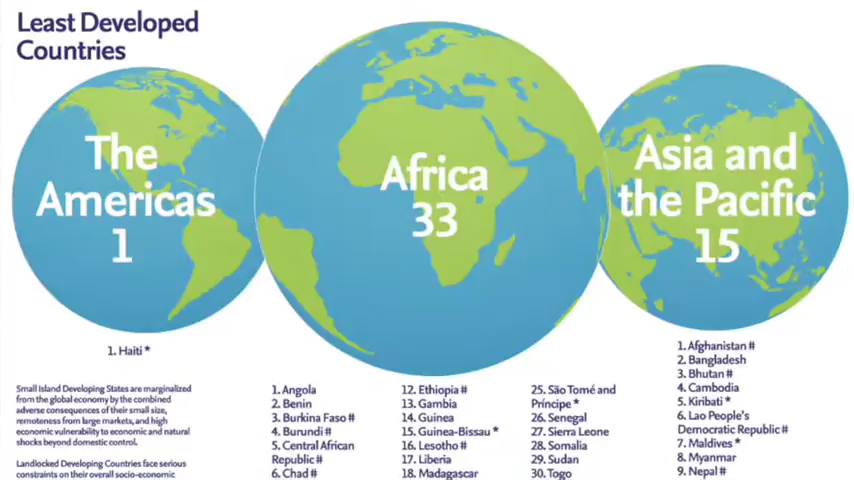 Least Developed
Countries
The
Americas
1
Africa
33
Asia and
the Pacific
15
1. Haiti *
Small Island Developing States are marginalized
from the global economy by the combined
adverse consequences of their small size,
remoteness from large markets, and high
economic vulnerability to economic and natural
shocks beyond domestic control.
Landlocked Developing Countries face serious
constraints on their overall socio-economic
1. Angola
2. Benin
3. Burkina Faso #
4. Burundi #
5. Central African
Republic #
6. Chad #
12. Ethiopia #
13. Gambia
14. Guinea
15. Guinea-Bissau *
16. Lesotho #
17. Liberia
18. Madagascar
25. São Tomé and
Príncipe *
26. Senegal
27. Sierra Leone
28. Somalia
29. Sudan
30. Togo
1. Afghanistan #
2. Bangladesh
3. Bhutan #
4. Cambodia
5. Kiribati *
6. Lao People's
Democratic Republic #
7. Maldives *
8. Myanmar
9. Nepal #